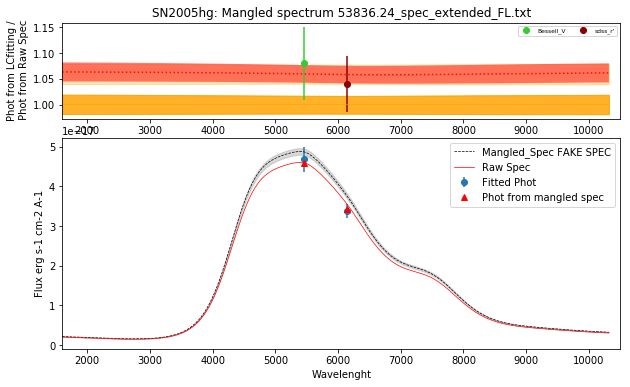 SN2005hg: Mangled spectrum 53836.24_spec_extended_FL.txt
Phot from LCfitting /
Phot from Raw Spec
1.15
1.10
1.05
1.00
Bessell_V
sdss_r'
2000 3000 4000 5000 6000 7000 8000 9000 10000
1e−17
Flux erg s-1 cm-2 A-1
5
4
3
2
1
0
Mangled_Spec FAKE SPEC
Raw Spec
Fitted Phot
Phot from mangled spec
2000 3000 4000 5000 6000 7000 8000 9000 10000
Wavelenght